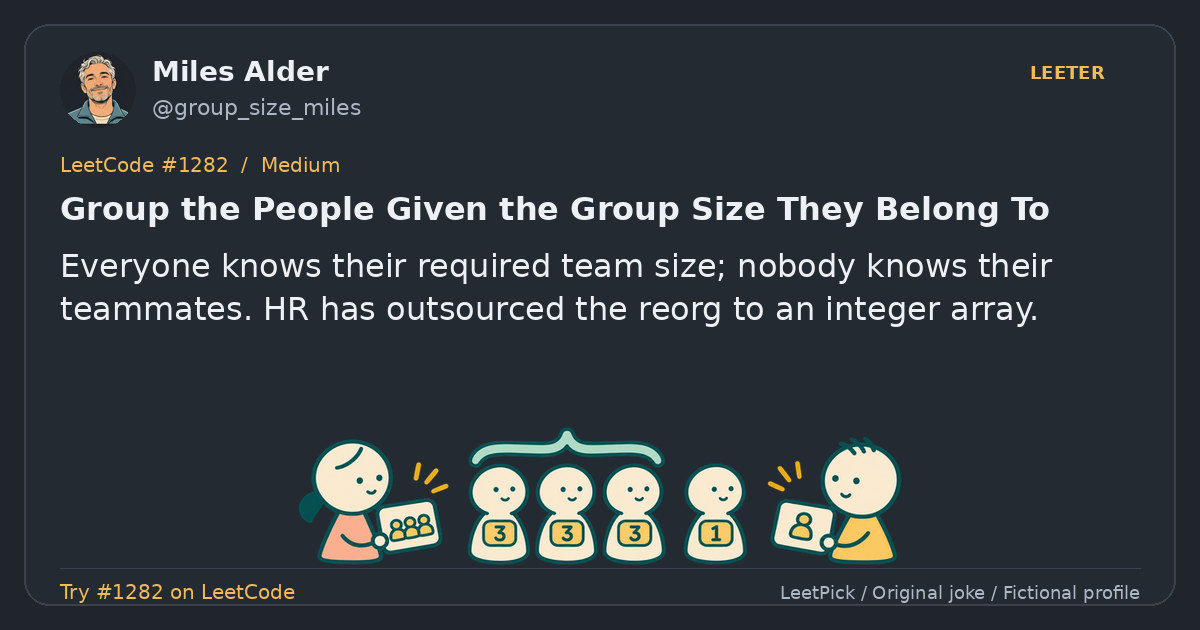 Miles Alder
LEETER
@group_size_miles
LeetCode #1282 / Medium
Group the People Given the Group Size They Belong To
Everyone knows their required team size; nobody knows their
teammates. HR has outsourced the reorg to an integer array.
3 3 3 1
Try #1282 on LeetCode
LeetPick / Original joke / Fictional profile